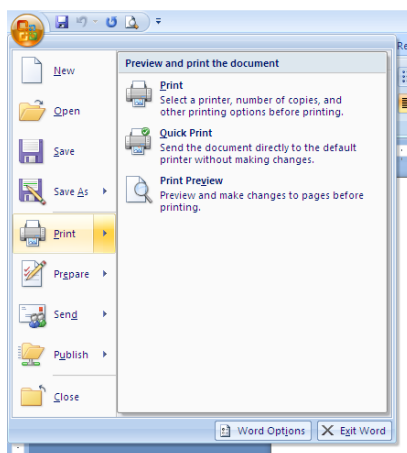 New
Open
Save
Save As
Print
Prepare
Send
Publish
Close
Preview and print the document
Print
Select a printer, number of copies, and
other printing options before printing.
Quick Print
Send the document directly to the default
printer without making changes.
Print Preview
Preview and make changes to pages before
printing.
Word Options
Exit Word